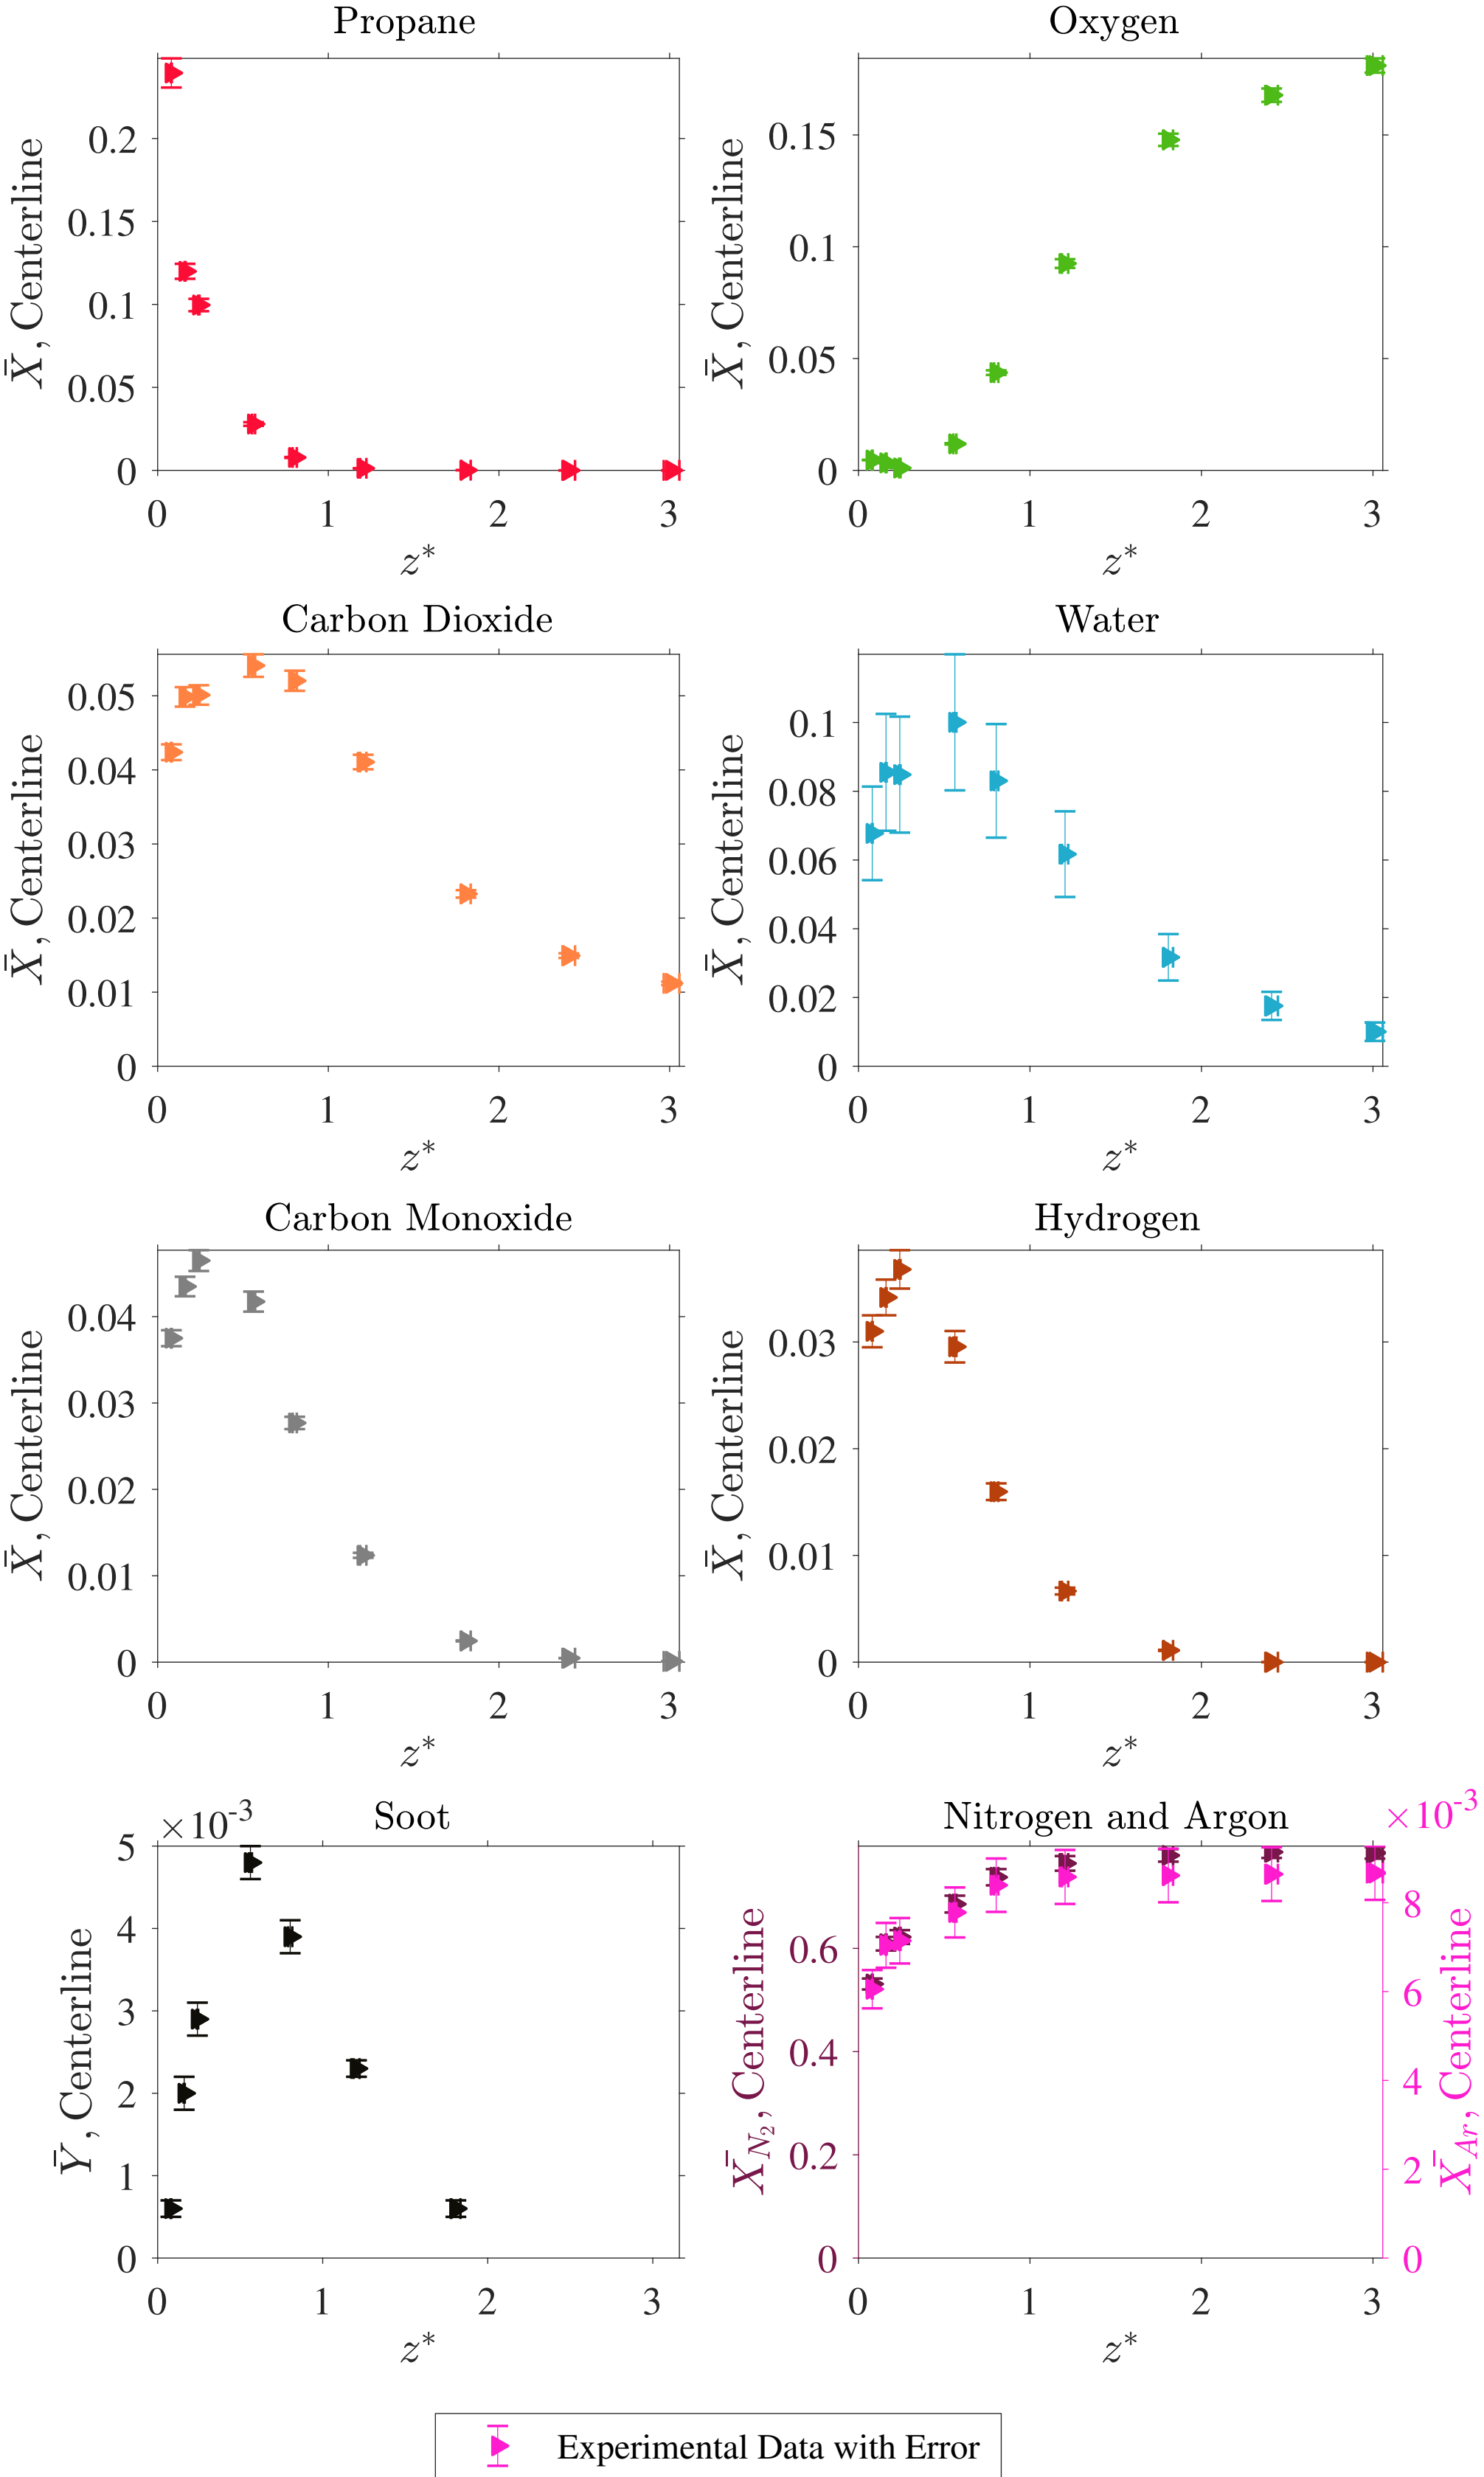 Propane
X̄, Centerline
0.2
0.15
0.1
0.05
0
0 1 2 3
z*
Oxygen
X̄, Centerline
0.15
0.1
0.05
0
0 1 2 3
z*
Carbon Dioxide
X̄, Centerline
0.05
0.04
0.03
0.02
0.01
0
0 1 2 3
z*
Water
X̄, Centerline
0.1
0.08
0.06
0.04
0.02
0
0 1 2 3
z*
Carbon Monoxide
X̄, Centerline
0.04
0.03
0.02
0.01
0
0 1 2 3
z*
Hydrogen
X̄, Centerline
0.03
0.02
0.01
0
0 1 2 3
z*
Soot
×10⁻³
Ȳ, Centerline
5
4
3
2
1
0
0 1 2 3
z*
Nitrogen and Argon
×10⁻³
X̄_N₂, Centerline
0.6
0.4
0.2
0
8
6
4
2
0
X̄_Ar, Centerline
0 1 2 3
z*
Experimental Data with Error